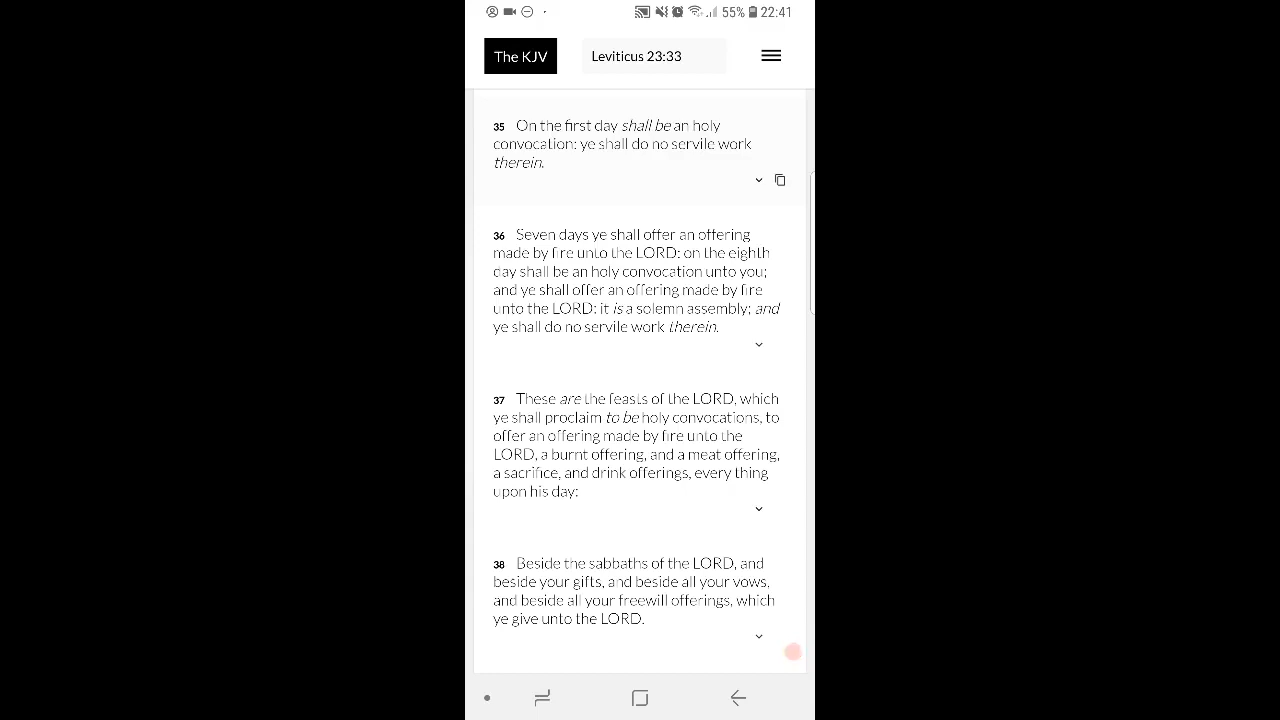 55% 22:41
The KJV
Leviticus 23:33
35 On the first day shall be an holy
convocation: ye shall do no servile work
therein.
36 Seven days ye shall offer an offering
made by fire unto the LORD: on the eighth
day shall be an holy convocation unto you;
and ye shall offer an offering made by fire
unto the LORD: it is a solemn assembly; and
ye shall do no servile work therein.
37 These are the feasts of the LORD, which
ye shall proclaim to be holy convocations, to
offer an offering made by fire unto the
LORD, a burnt offering, and a meat offering,
a sacrifice, and drink offerings, every thing
upon his day:
38 Beside the sabbaths of the LORD, and
beside your gifts, and beside all your vows,
and beside all your freewill offerings, which
ye give unto the LORD.